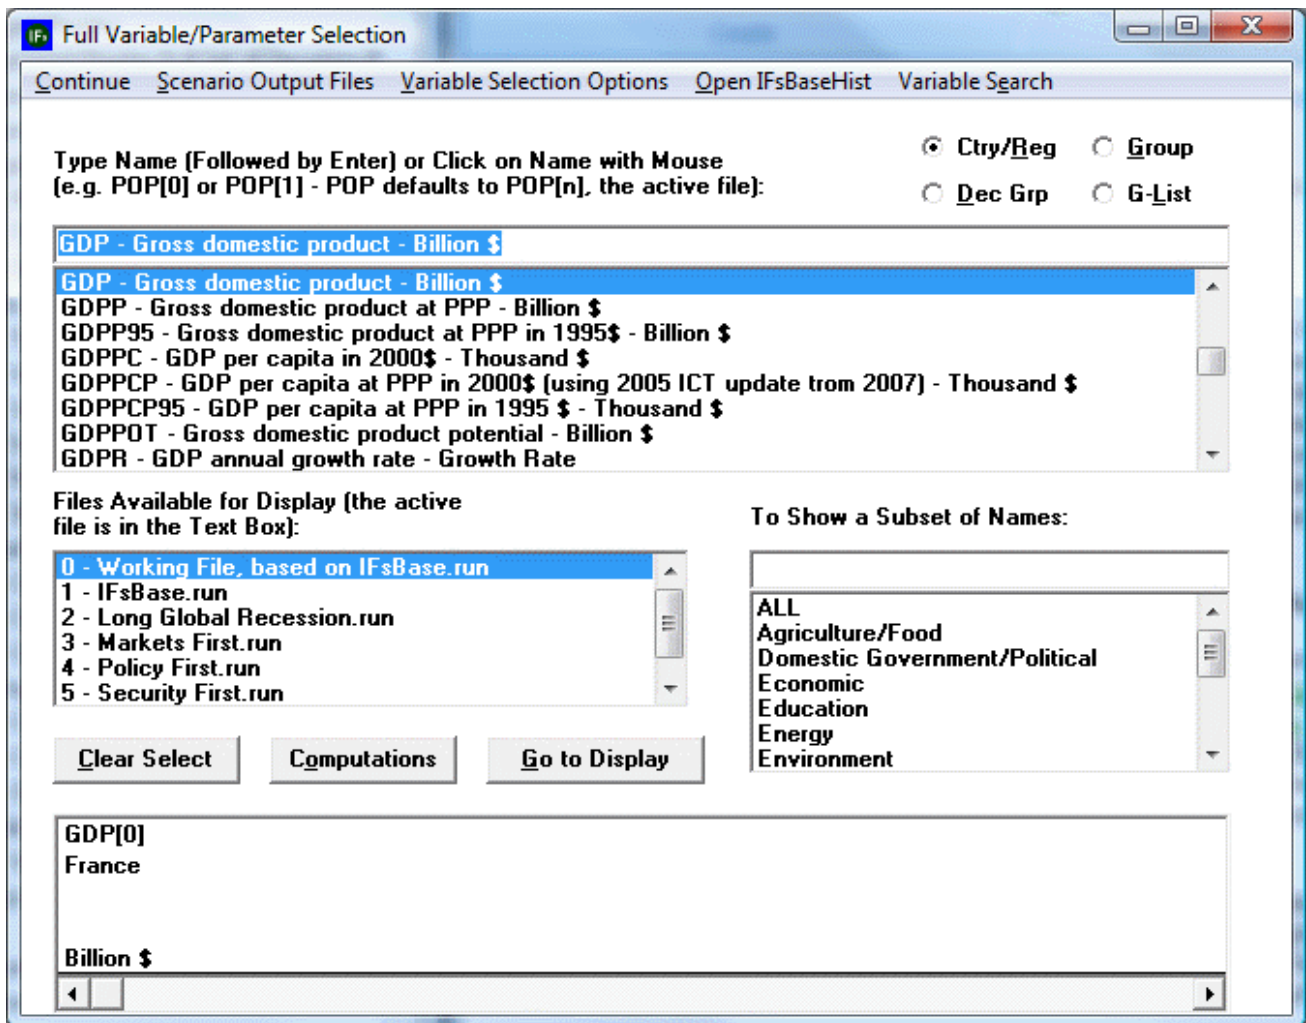 IFs Full Variable/Parameter Selection
Continue Scenario Output Files Variable Selection Options Open IFsBaseHist Variable Search
Type Name (Followed by Enter) or Click on Name with Mouse
(e.g. POP[0] or POP[1] - POP defaults to POP[n], the active file):
Ctry/Reg Group
Dec Grp G-List
GDP - Gross domestic product - Billion $
GDP - Gross domestic product - Billion $
GDPP - Gross domestic product at PPP - Billion $
GDPP95 - Gross domestic product at PPP in 1995$ - Billion $
GDPPC - GDP per capita in 2000$ - Thousand $
GDPPCP - GDP per capita at PPP in 2000$ (using 2005 ICT update trom 2007) - Thousand $
GDPPCP95 - GDP per capita at PPP in 1995 $ - Thousand $
GDPPOT - Gross domestic product potential - Billion $
GDPR - GDP annual growth rate - Growth Rate
Files Available for Display (the active
file is in the Text Box):
0 - Working File, based on IFsBase.run
1 - IFsBase.run
2 - Long Global Recession.run
3 - Markets First.run
4 - Policy First.run
5 - Security First.run
To Show a Subset of Names:
ALL
Agriculture/Food
Domestic Government/Political
Economic
Education
Energy
Environment
Clear Select Computations Go to Display
GDP[0]
France
Billion $